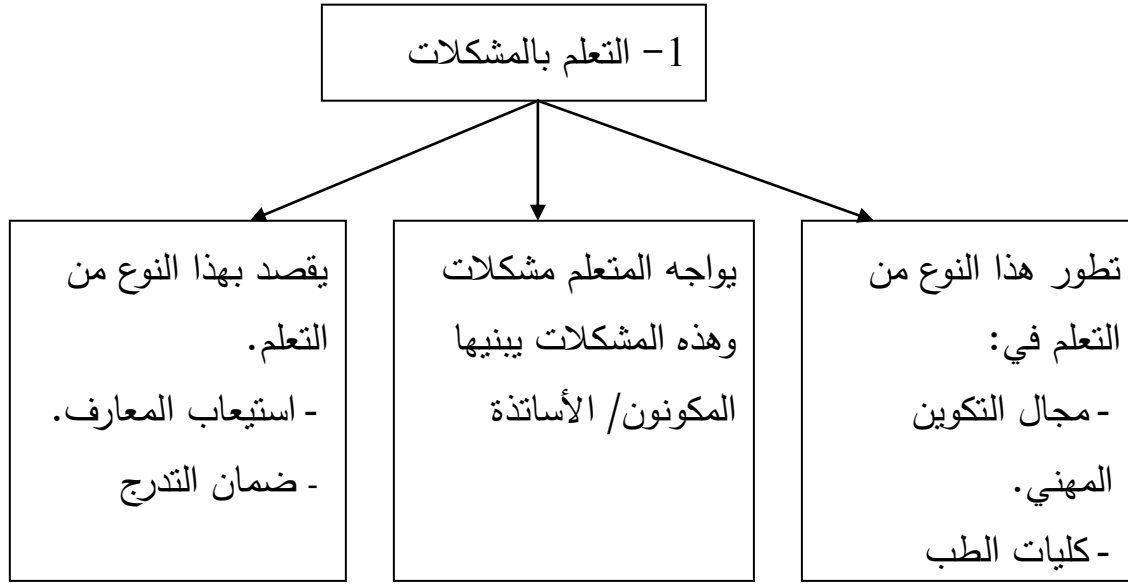 1- التعلم بالمشكلات
تطور هذا النوع من
التعلم في:
- مجال التكوين
المهني.
- كليات الطب
يواجه المتعلم مشكلات
وهذه المشكلات يبنيها
المكونون/ الأساتذة
يقصد بهذا النوع من
التعلم.
- استيعاب المعارف.
- ضمان التدرج